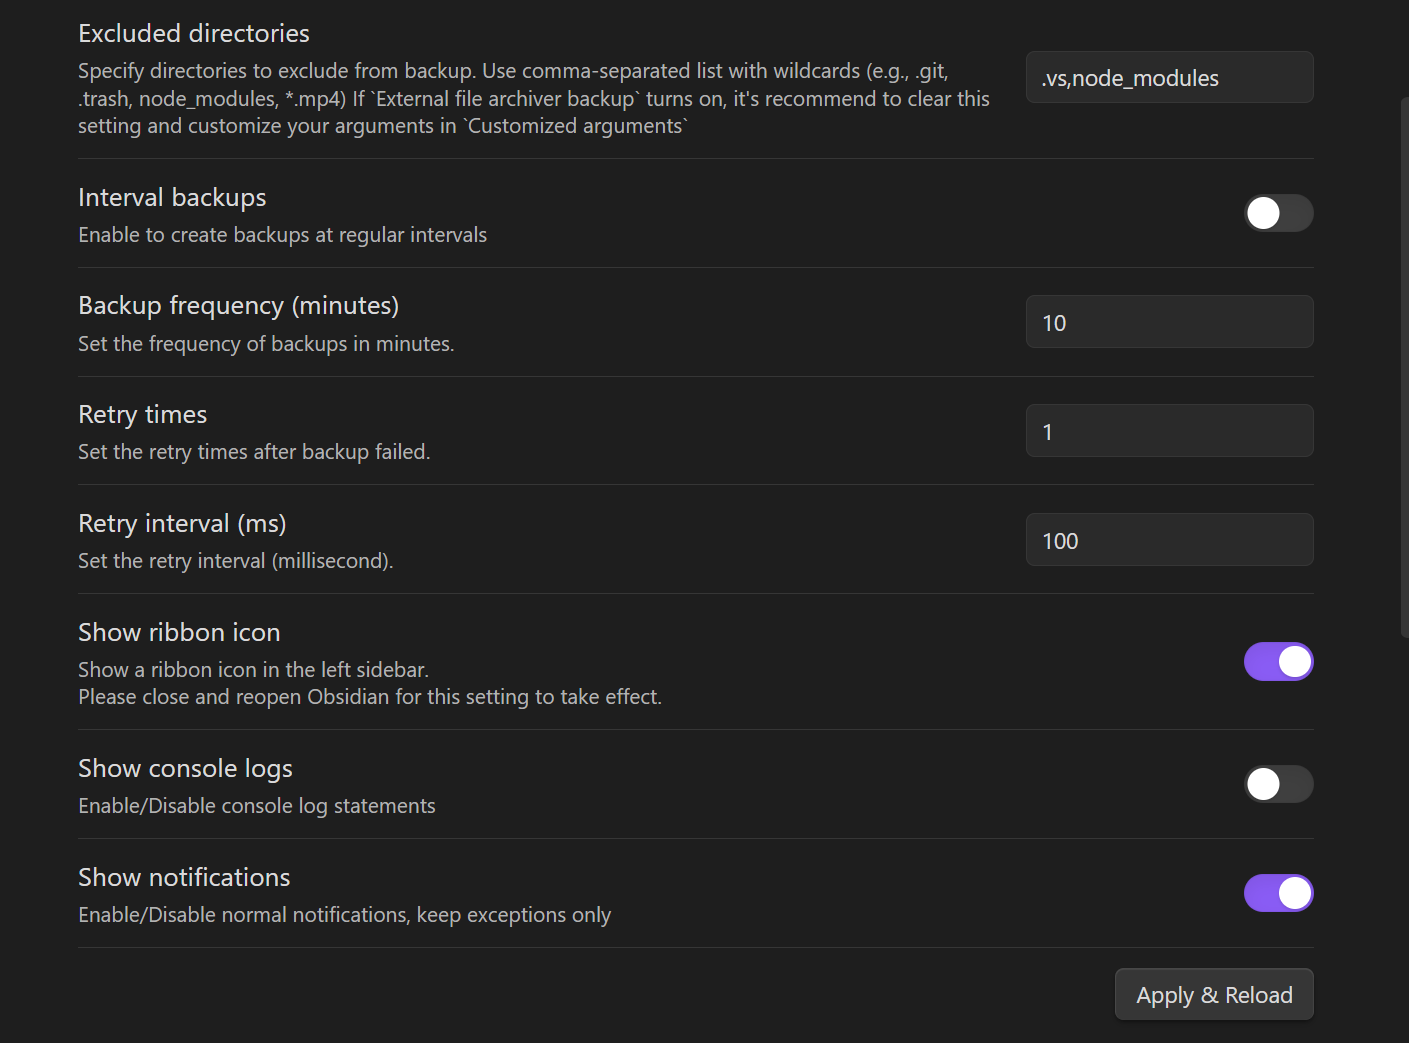 Excluded directories
Specify directories to exclude from backup. Use comma-separated list with wildcards (e.g., .git,
.trash, node_modules, *.mp4) If `External file archiver backup` turns on, it's recommend to clear this
setting and customize your arguments in `Customized arguments`
.vs,node_modules
Interval backups
Enable to create backups at regular intervals
Backup frequency (minutes)
Set the frequency of backups in minutes.
10
Retry times
Set the retry times after backup failed.
1
Retry interval (ms)
Set the retry interval (millisecond).
100
Show ribbon icon
Show a ribbon icon in the left sidebar.
Please close and reopen Obsidian for this setting to take effect.
Show console logs
Enable/Disable console log statements
Show notifications
Enable/Disable normal notifications, keep exceptions only
Apply & Reload